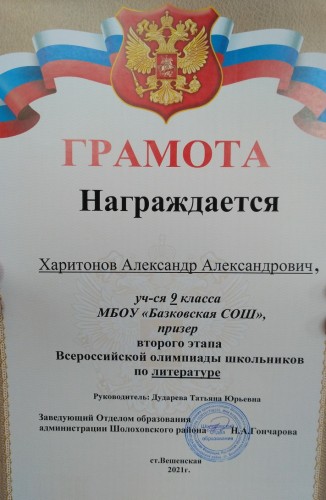 ГРАМОТА
Награждается
Харитонов Александр Александрович,
уч-ся 9 класса
МБОУ «Базковская СОШ»,
призер
второго этапа
Всероссийской олимпиады школьников
по литературе
Руководитель: Дударева Татьяна Юрьевна
Заведующий Отделом образования
администрации Шолоховского района Н.А.Гончарова
ст.Вешенская
2021г.